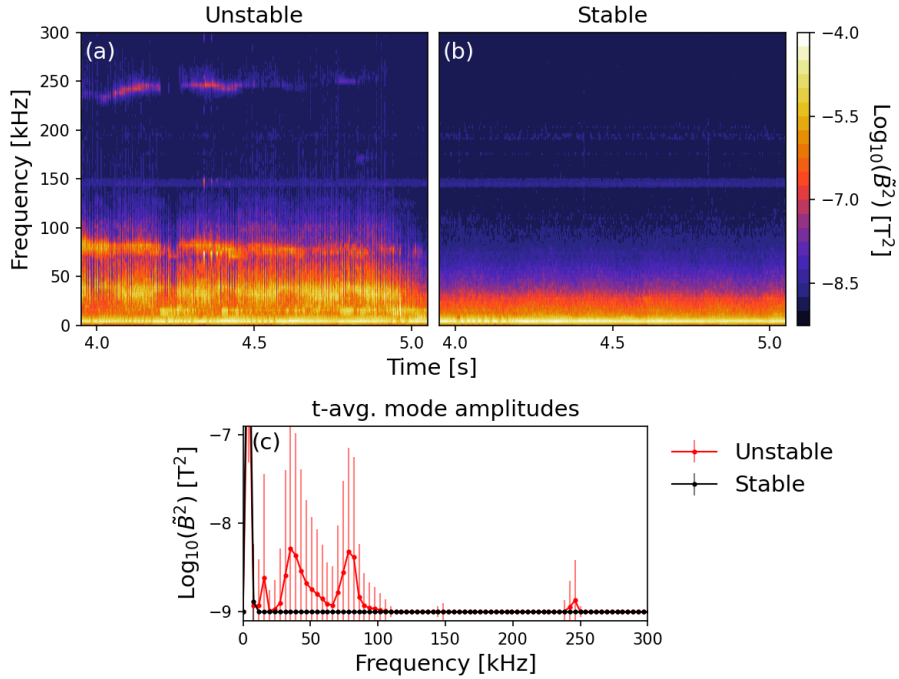 Unstable
Stable
(a)
(b)
300
250
200
150
100
50
0
Frequency [kHz]
4.0
4.5
5.0
4.0
4.5
5.0
Time [s]
−4.0
−5.5
−7.0
−8.5
Log₁₀(B̃²) [T²]
t-avg. mode amplitudes
(c)
−7
−8
−9
Log₁₀(B̃²) [T²]
0
50
100
150
200
250
300
Frequency [kHz]
Unstable
Stable